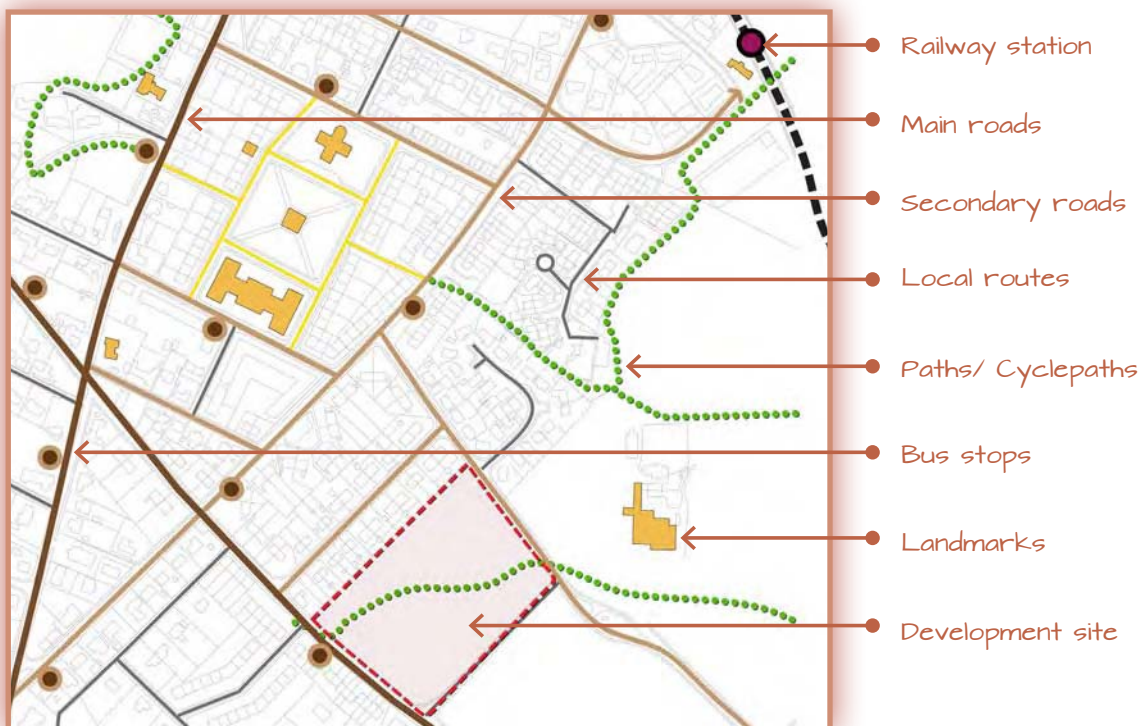 Railway station
Main roads
Secondary roads
Local routes
Paths/ Cyclepaths
Bus stops
Landmarks
Development site